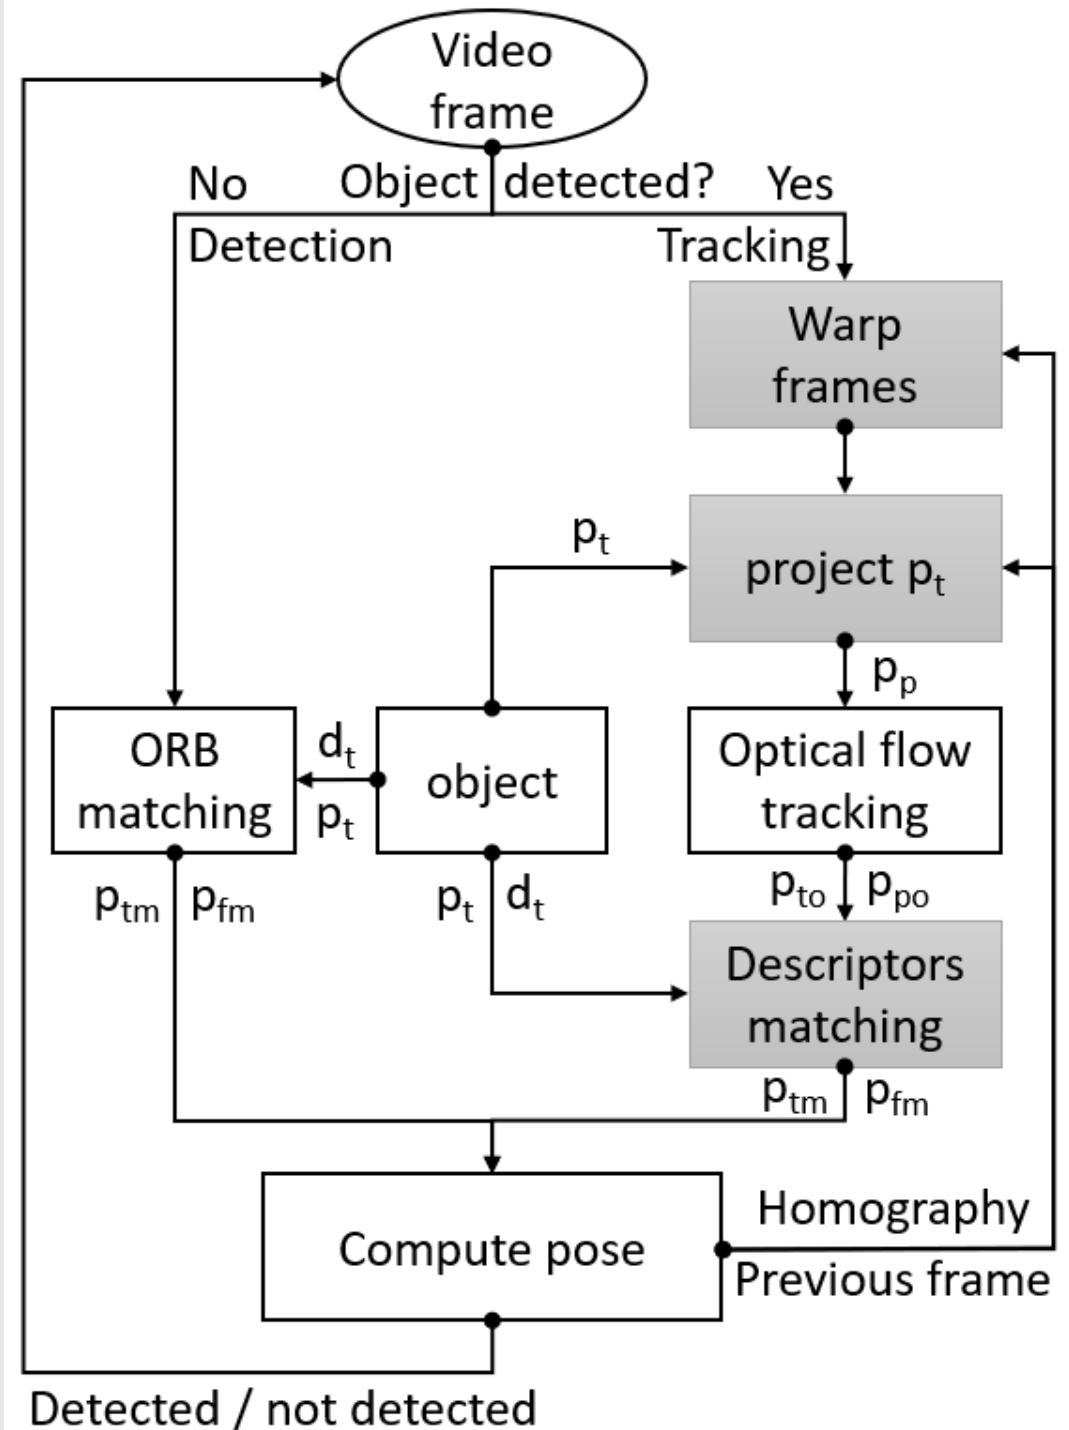 Video
frame
No Object detected? Yes
Detection Tracking
Warp
frames
pt
project pt
pp
ORB
matching
dt
pt
object
Optical flow
tracking
ptm pfm
pt dt
pto ppo
Descriptors
matching
ptm pfm
Compute pose
Homography
Previous frame
Detected / not detected